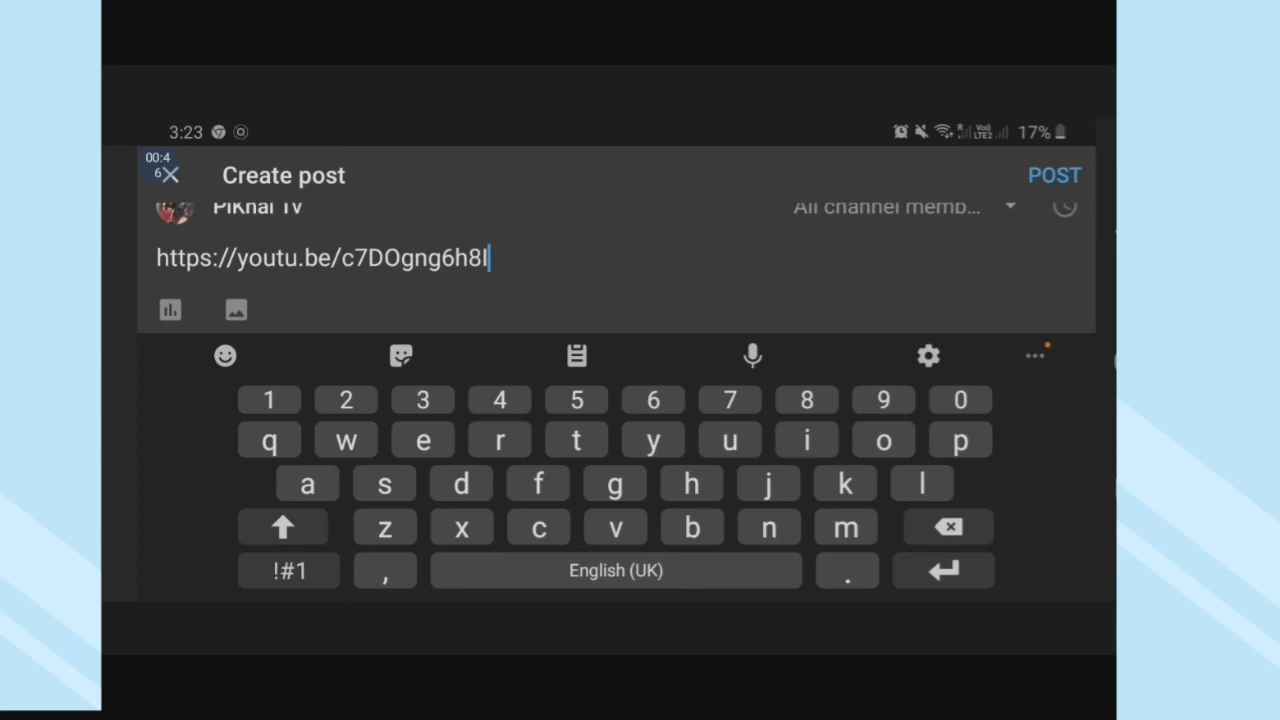 3:23
17%
00:4
6
Create post
POST
PiKhai Tv
All channel memb...
https://youtu.be/c7DOgng6h8I
1 2 3 4 5 6 7 8 9 0
q w e r t y u i o p
a s d f g h j k l
z x c v b n m
!#1 , English (UK) .